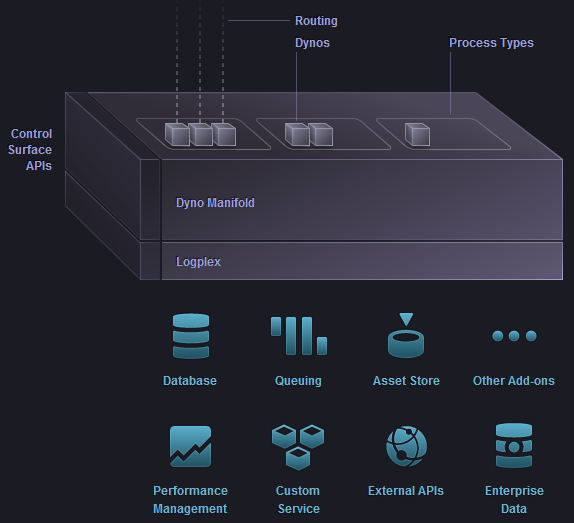 Routing
Dynos
Process Types
Control
Surface
APIs
Dyno Manifold
Logplex
Database
Queuing
Asset Store
Other Add-ons
Performance
Management
Custom
Service
External APIs
Enterprise
Data